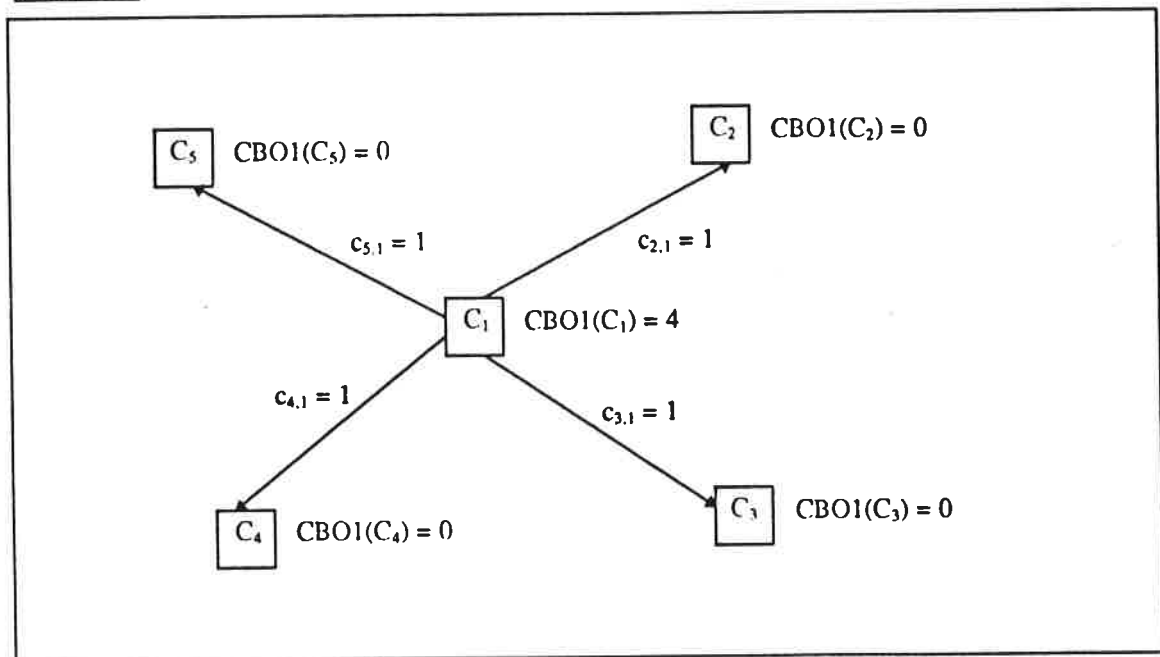 C₅ CBO1(C₅) = 0
C₂ CBO1(C₂) = 0
c₅,₁ = 1
c₂,₁ = 1
C₁ CBO1(C₁) = 4
c₄,₁ = 1
c₃,₁ = 1
C₄ CBO1(C₄) = 0
C₃ CBO1(C₃) = 0